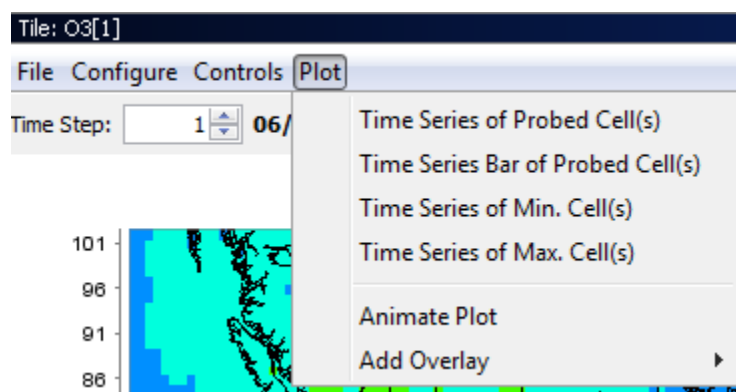 Tile: O3[1]
File Configure Controls Plot
Time Step: 1 06/
Time Series of Probed Cell(s)
Time Series Bar of Probed Cell(s)
Time Series of Min. Cell(s)
Time Series of Max. Cell(s)
Animate Plot
Add Overlay
101
96
91
86